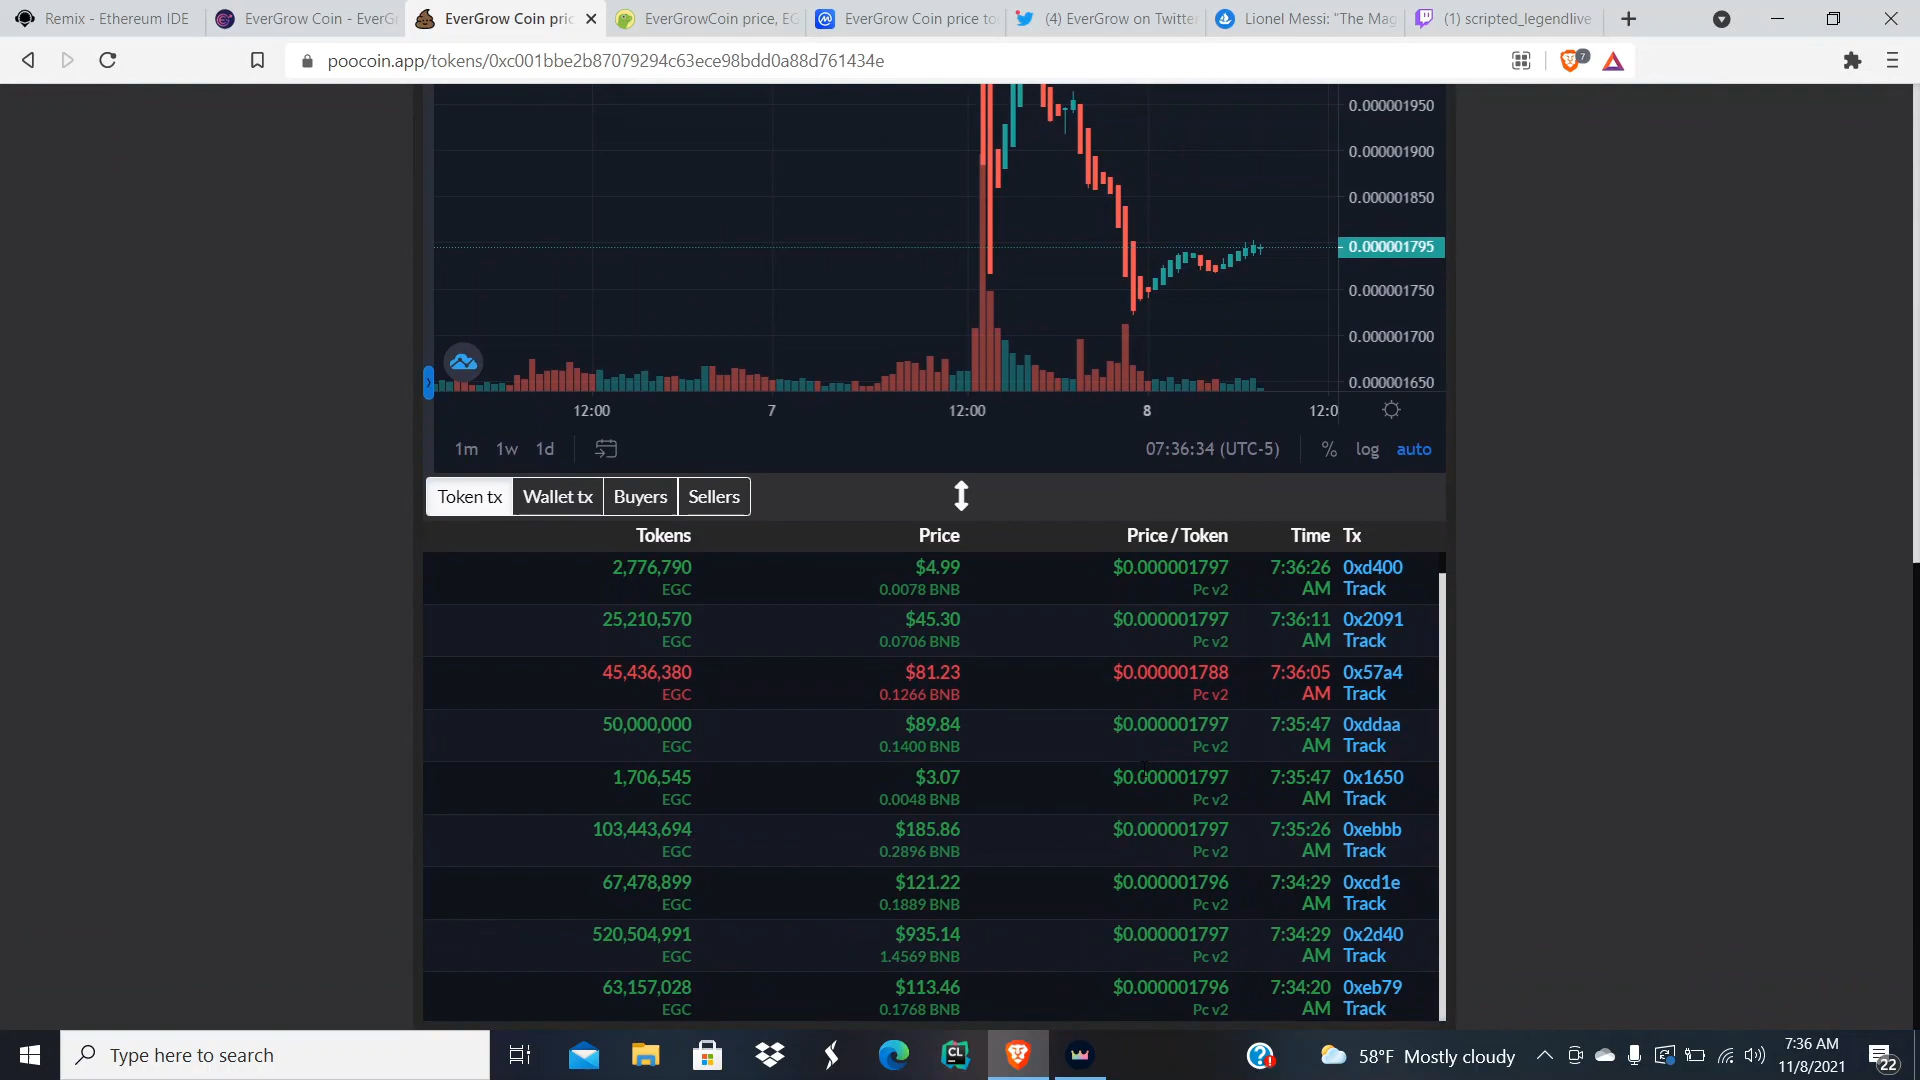 Remix - Ethereum IDE
EverGrow Coin - EverGr
EverGrow Coin pric
EverGrowCoin price, EG
EverGrow Coin price to
(4) EverGrow on Twitter
Lionel Messi: "The Mag
(1) scripted_legendlive
poocoin.app/tokens/0xc001bbe2b87079294c63ece98bdd0a88d761434e
7
0.000001950
0.000001900
0.000001850
0.000001795
0.000001750
0.000001700
0.000001650
12:00 7 12:00 8 12:0
1m 1w 1d 07:36:34 (UTC-5) % log auto
Token tx Wallet tx Buyers Sellers
Tokens Price Price / Token Time Tx
2,776,790 $4.99 $0.000001797 7:36:26 0xd400
EGC 0.0078 BNB Pc v2 AM Track
25,210,570 $45.30 $0.000001797 7:36:11 0x2091
EGC 0.0706 BNB Pc v2 AM Track
45,436,380 $81.23 $0.000001788 7:36:05 0x57a4
EGC 0.1266 BNB Pc v2 AM Track
50,000,000 $89.84 $0.000001797 7:35:47 0xddaa
EGC 0.1400 BNB Pc v2 AM Track
1,706,545 $3.07 $0.000001797 7:35:47 0x1650
EGC 0.0048 BNB Pc v2 AM Track
103,443,694 $185.86 $0.000001797 7:35:26 0xebbb
EGC 0.2896 BNB Pc v2 AM Track
67,478,899 $121.22 $0.000001796 7:34:29 0xcd1e
EGC 0.1889 BNB Pc v2 AM Track
520,504,991 $935.14 $0.000001797 7:34:29 0x2d40
EGC 1.4569 BNB Pc v2 AM Track
63,157,028 $113.46 $0.000001796 7:34:20 0xeb79
EGC 0.1768 BNB Pc v2 AM Track
Type here to search
CL
58°F Mostly cloudy
7:36 AM
11/8/2021
22